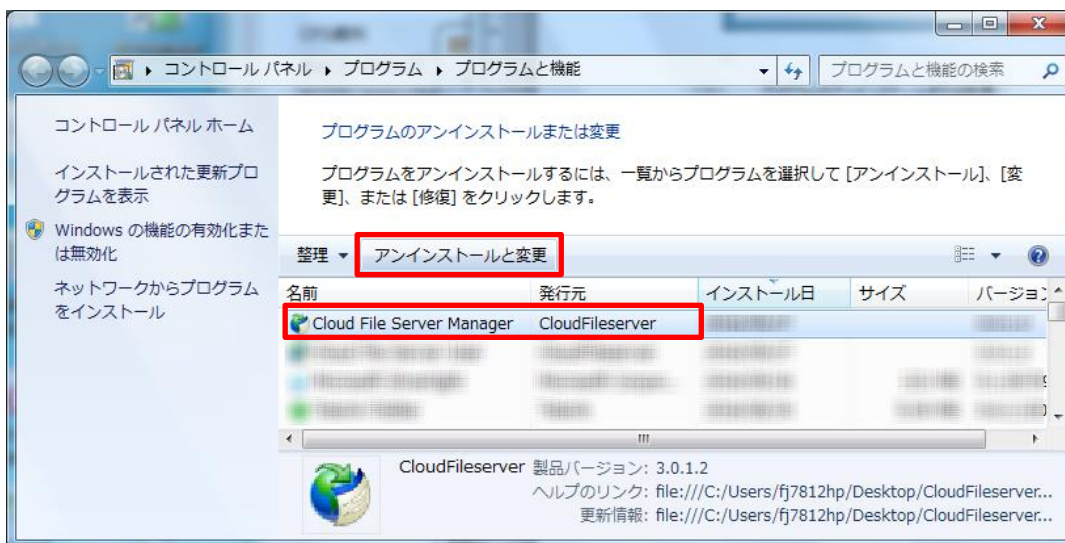 コントロール パネル ▸ プログラム ▸ プログラムと機能
プログラムと機能の検索
コントロール パネル ホーム
インストールされた更新プロ
グラムを表示
Windows の機能の有効化また
は無効化
ネットワークからプログラム
をインストール
プログラムのアンインストールまたは変更
プログラムをアンインストールするには、一覧からプログラムを選択して [アンインストール]、[変
更]、または [修復] をクリックします。
整理 アンインストールと変更
名前 発行元 インストール日 サイズ バージョン
Cloud File Server Manager CloudFileserver
CloudFileserver 製品バージョン: 3.0.1.2
ヘルプのリンク: file:///C:/Users/fj7812hp/Desktop/CloudFileserver...
更新情報: file:///C:/Users/fj7812hp/Desktop/CloudFileserver...